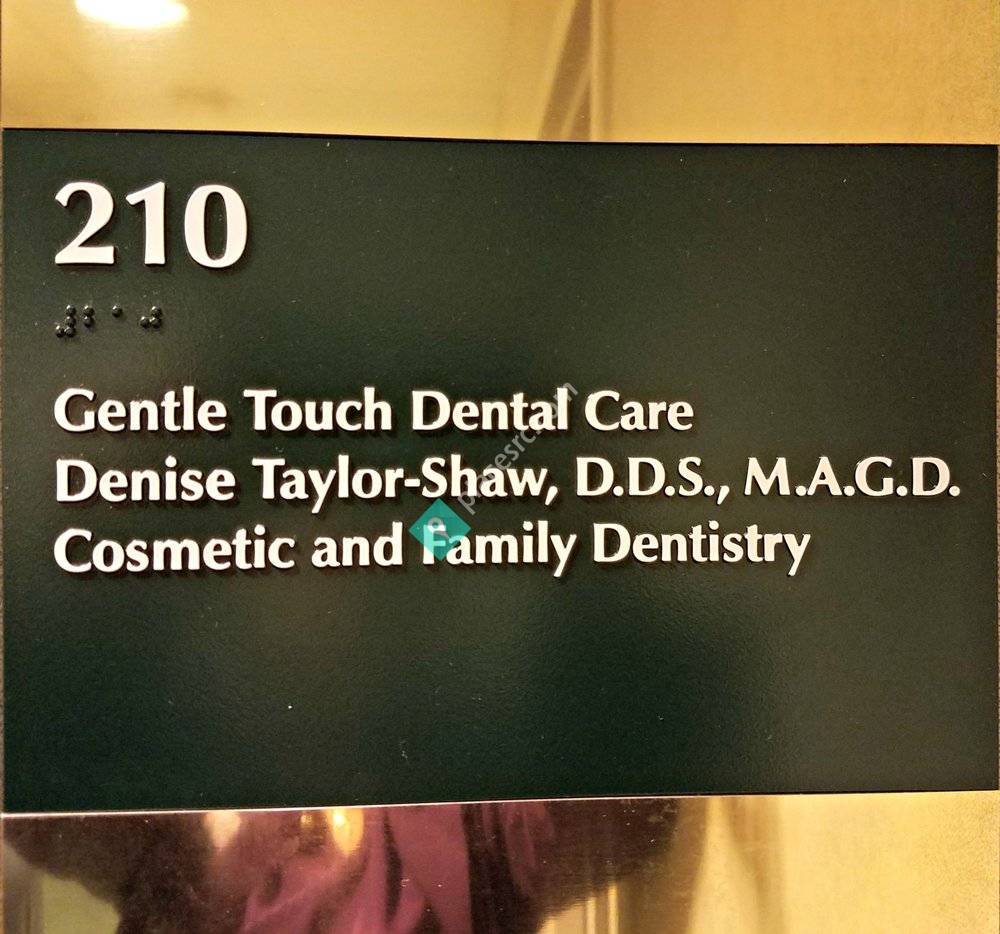 210
⠼⠃⠁⠚
Gentle Touch Dental Care
Denise Taylor-Shaw, D.D.S., M.A.G.D.
Cosmetic and Family Dentistry